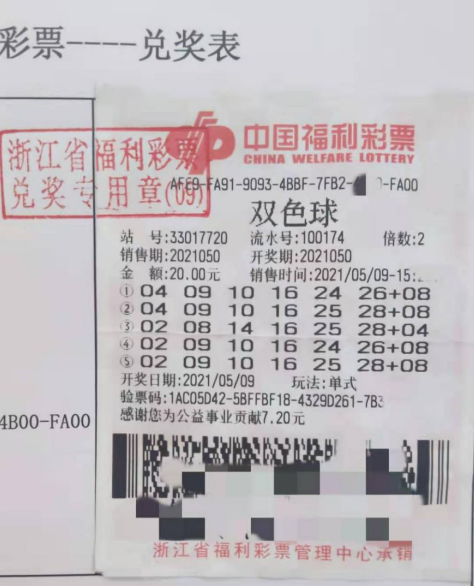 彩票----兑奖表
浙江省福利彩票
兑奖专用章(09)
中国福利彩票
CHINA WELFARE LOTTERY
AFE9-FA91-9093-4BBF-7FB2- -FA00
双色球
站 号:33017720 流水号:100174 倍数:2
销售期:2021050 开奖期:2021050
金 额:20.00元 销售时间:2021/05/09-15:
① 04 09 10 16 24 26+08
② 04 09 10 16 25 28+08
③ 02 08 14 16 25 28+04
④ 02 09 10 16 24 26+08
⑤ 02 09 10 16 25 28+08
开奖日期:2021/05/09 玩法:单式
验票码:1AC05D42-5BFFBF18-4329D261-7B
感谢您为公益事业贡献7.20元
4B00-FA00
浙江省福利彩票管理中心承销